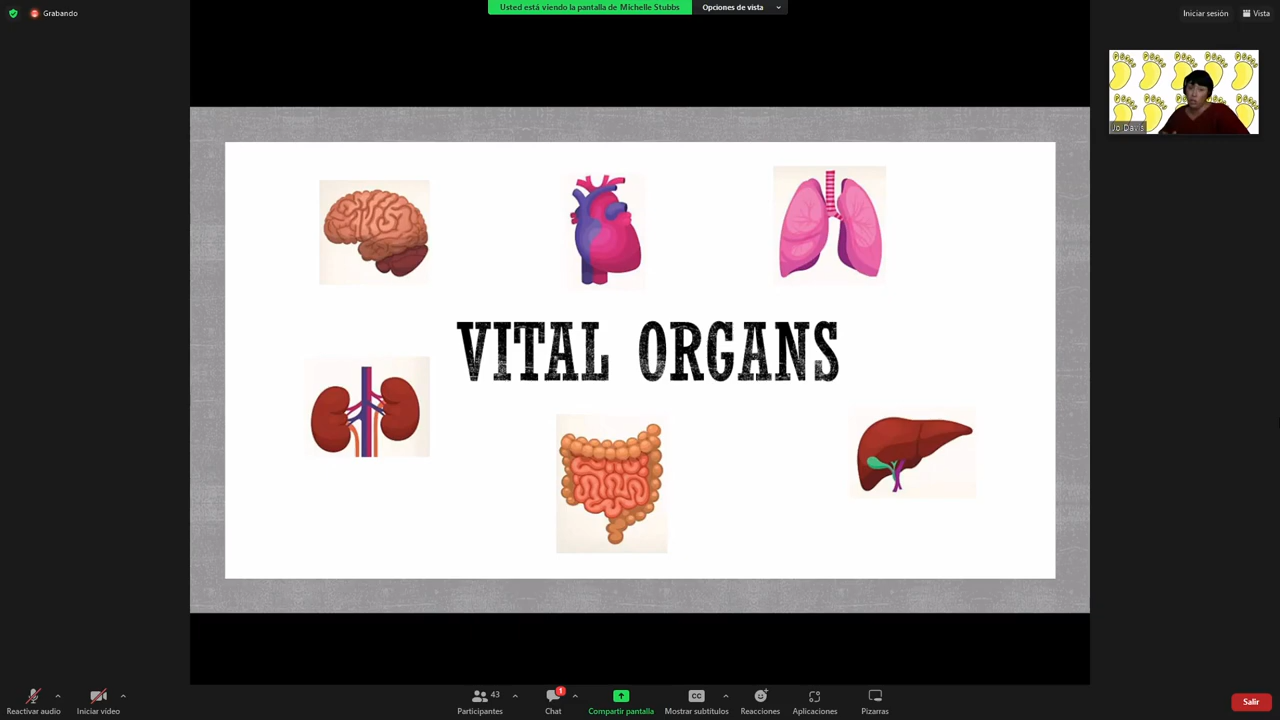 Grabando
Usted está viendo la pantalla de Michelle Stubbs
Opciones de vista
Iniciar sesión
Vista
Jo Davis
VITAL ORGANS
Reactivar audio
Iniciar video
43
Participantes
1
Chat
Compartir pantalla
CC
Mostrar subtítulos
Reacciones
Aplicaciones
Pizarras
Salir